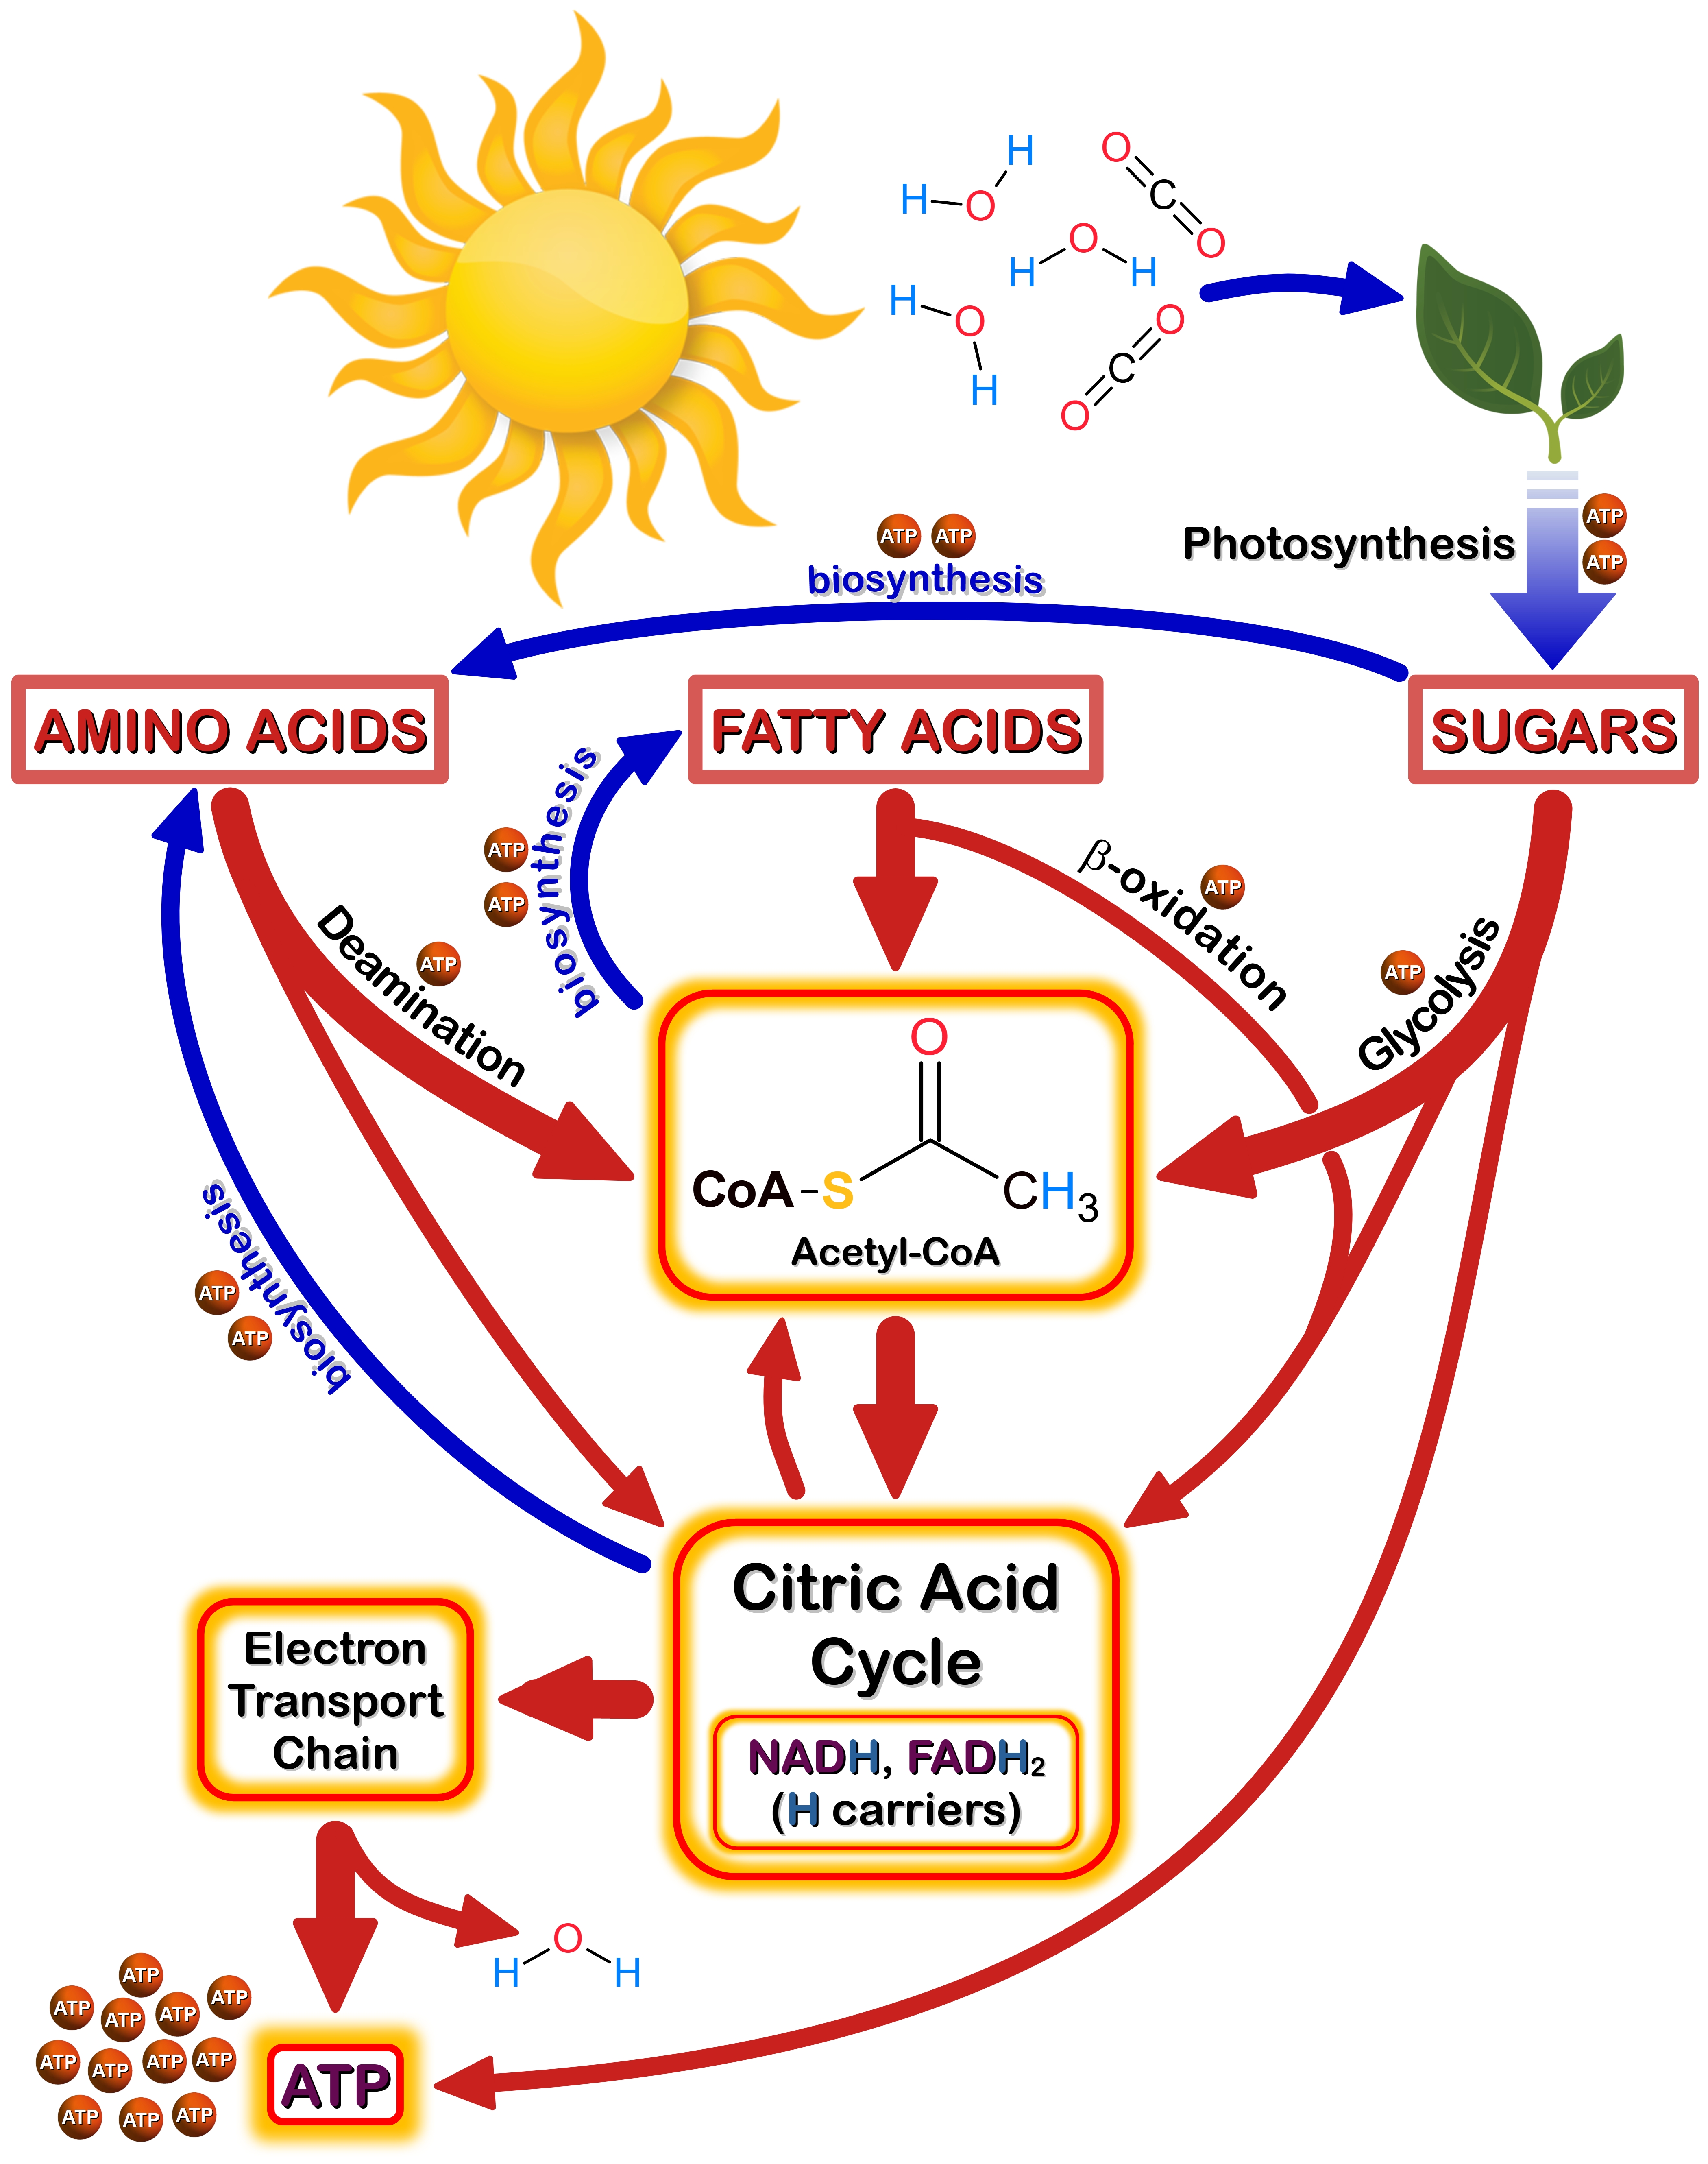 H
H O
O
C
O
O
H H
H O
H
O
C
O
ATP ATP
biosynthesis
Photosynthesis
ATP
ATP
AMINO ACIDS
FATTY ACIDS
SUGARS
biosynthesis
ATP
ATP
β-oxidation
ATP
Deamination
ATP
Glycolysis
ATP
O
CoA-S
CH3
Acetyl-CoA
biosynthesis
ATP
ATP
Citric Acid
Cycle
NADH, FADH2
(H carriers)
Electron
Transport
Chain
O
H H
ATP
ATP
ATP
ATP
ATP
ATP
ATP
ATP
ATP
ATP
ATP
ATP
ATP